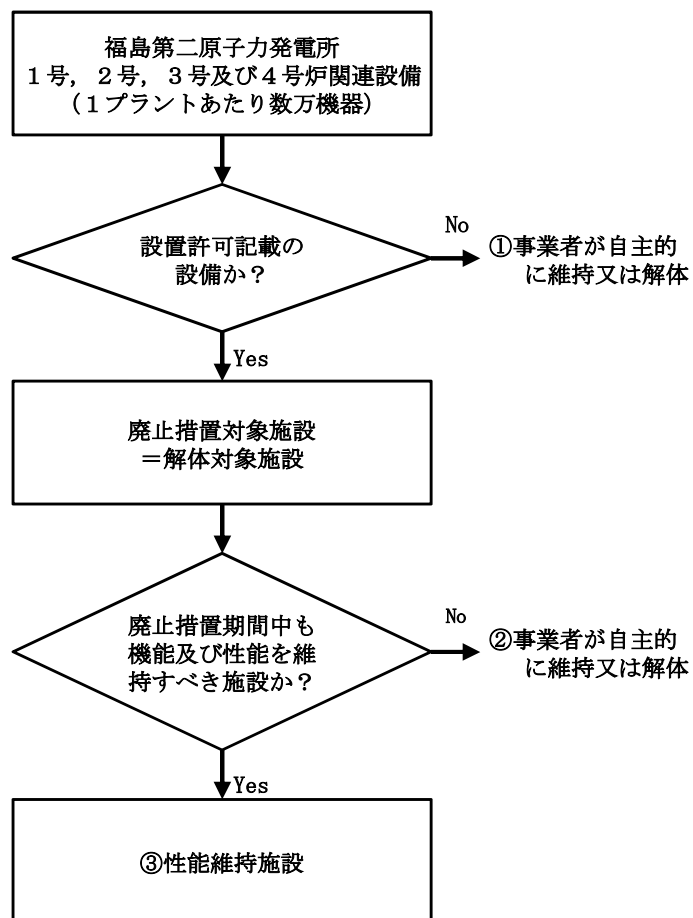 福島第二原子力発電所
１号，２号，３号及び４号炉関連設備
（１プラントあたり数万機器）
設置許可記載の
設備か？
No
①事業者が自主的
に維持又は解体
Yes
廃止措置対象施設
＝解体対象施設
廃止措置期間中も
機能及び性能を維
持すべき施設か？
No
②事業者が自主的
に維持又は解体
Yes
③性能維持施設